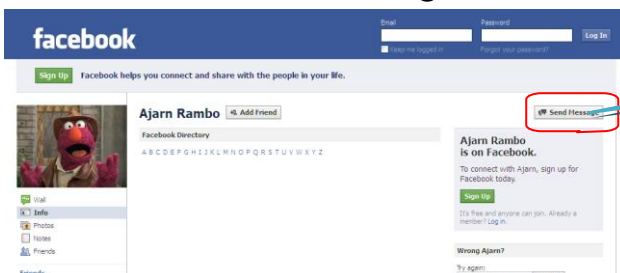 Email Password
facebook
Log In
Keep me logged in Forgot your password?
Sign Up Facebook helps you connect and share with the people in your life.
Ajarn Rambo Add Friend
Send Message
Facebook Directory
A B C D E F G H I J K L M N O P Q R S T U V W X Y Z
Ajarn Rambo
is on Facebook.
To connect with Ajarn, sign up for
Facebook today.
Sign Up
It's free and anyone can join. Already a
member? Log in.
Wall
Info
Photos
Notes
Friends
Wrong Ajarn?
Try again:
Friends